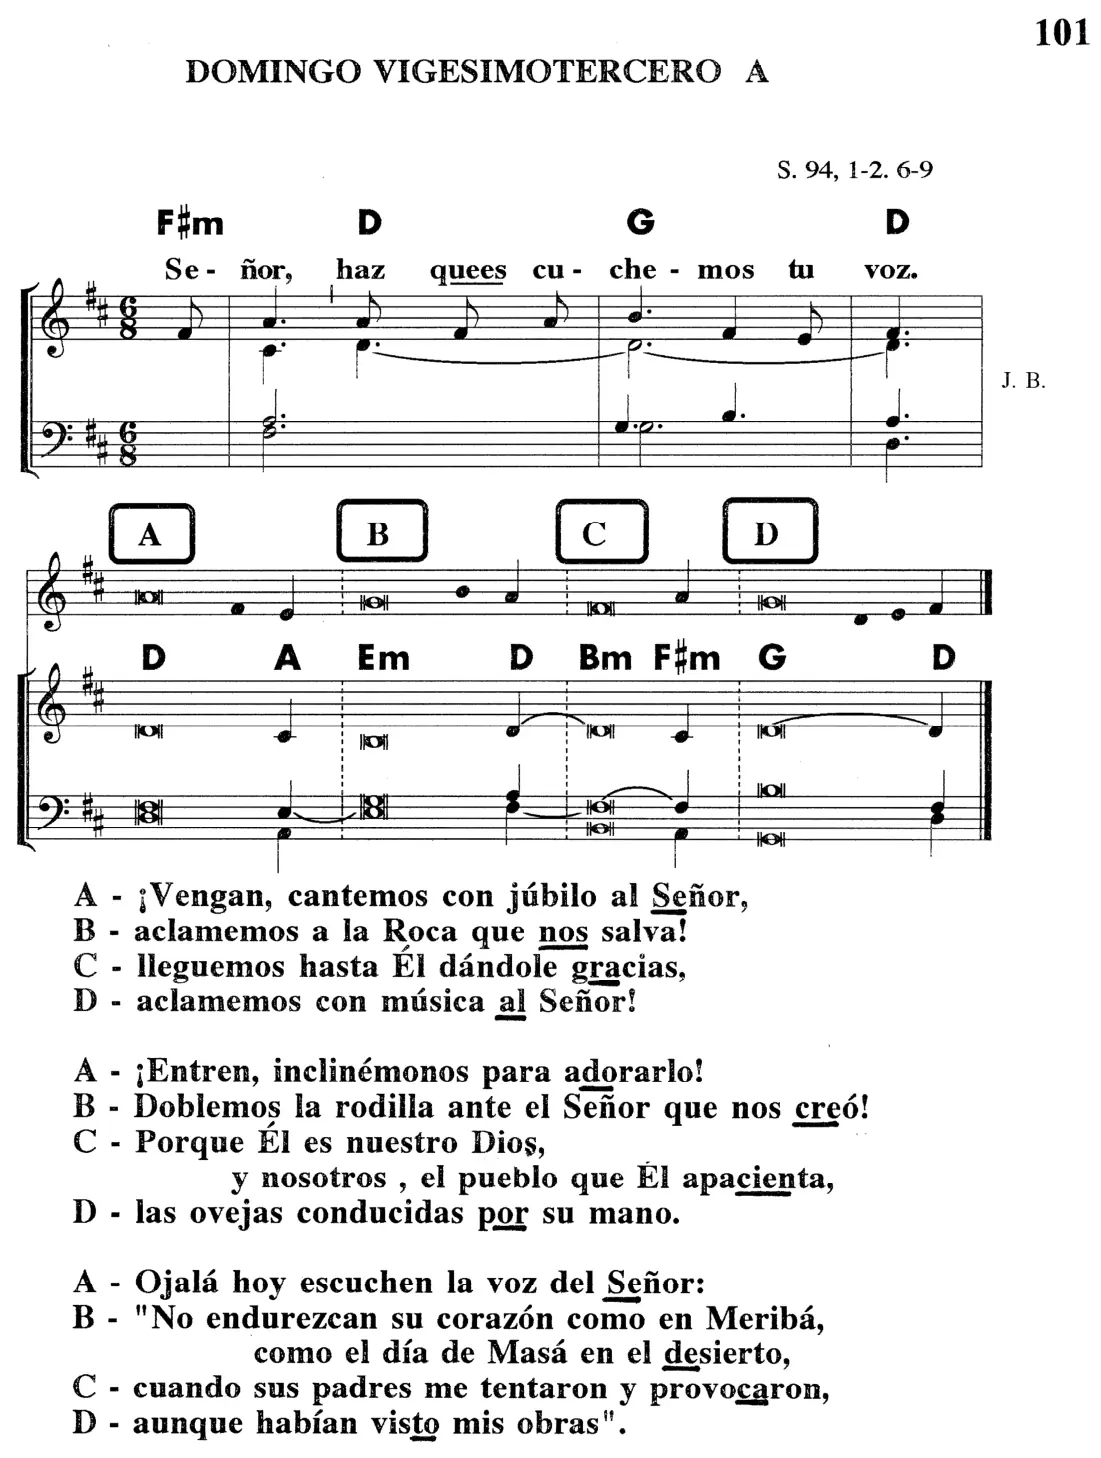 101
DOMINGO VIGESIMOTERCERO A
S. 94, 1-2. 6-9
F#m D G D
Se - ñor, haz quees cu - che - mos tu voz.
6 8
J. B.
6 8
A B C D
D A Em D Bm F#m G D
A - ¡Vengan, cantemos con júbilo al Señor,
B - aclamemos a la Roca que nos salva!
C - lleguemos hasta Él dándole gracias,
D - aclamemos con música al Señor!
A - ¡Entren, inclinémonos para adorarlo!
B - Doblemos la rodilla ante el Señor que nos creó!
C - Porque Él es nuestro Dios,
y nosotros , el pueblo que Él apacienta,
D - las ovejas conducidas por su mano.
A - Ojalá hoy escuchen la voz del Señor:
B - "No endurezcan su corazón como en Meribá,
como el día de Masá en el desierto,
C - cuando sus padres me tentaron y provocaron,
D - aunque habían visto mis obras".